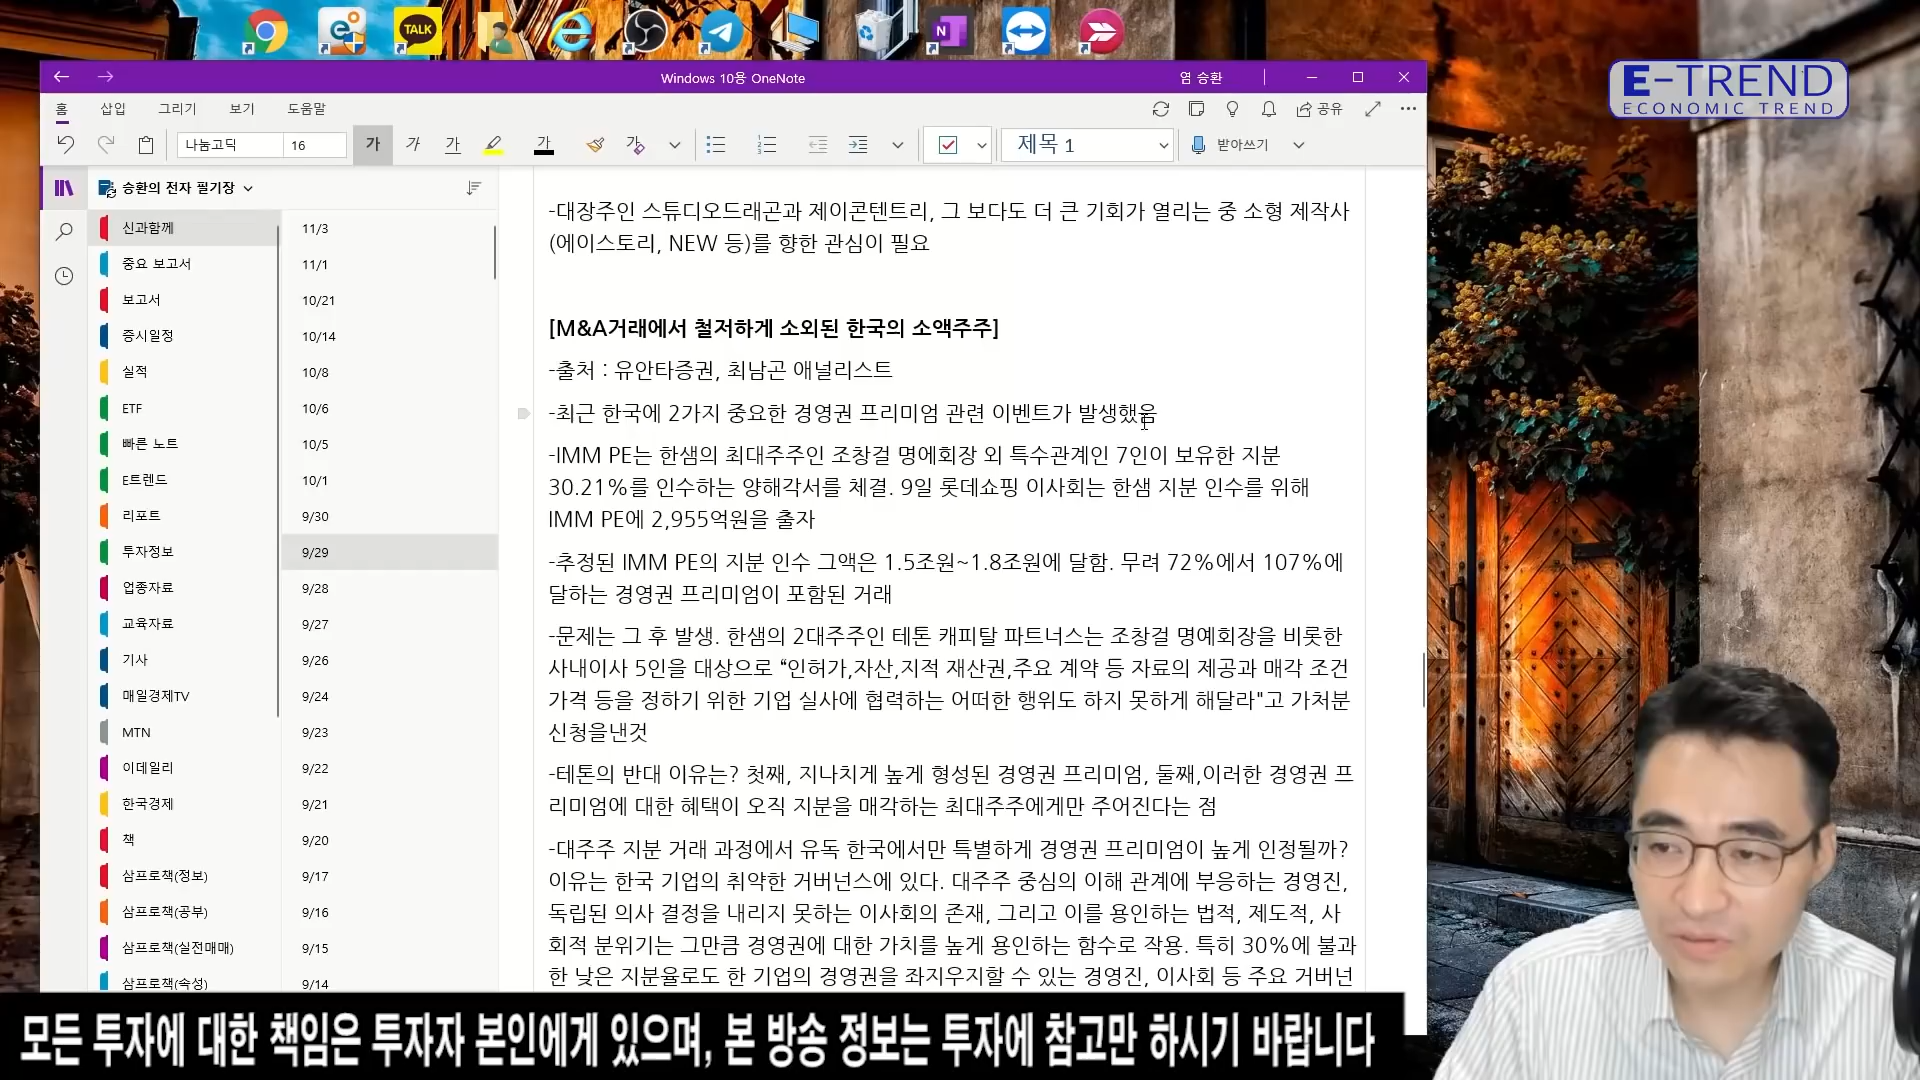 TALK
E-TREND
ECONOMIC TREND
Windows 10용 OneNote
염 승환
홈
삽입
그리기
보기
도움말
공유
나눔고딕
16
가
가
가
가
가
제목 1
받아쓰기
승환의 전자 필기장
신과함께
중요 보고서
보고서
증시일정
실적
ETF
빠른 노트
E트렌드
리포트
투자정보
업종자료
교육자료
기사
매일경제TV
MTN
이데일리
한국경제
책
삼프로책(정보)
삼프로책(공부)
삼프로책(실전매매)
삼프로책(속성)
11/3
11/1
10/21
10/14
10/8
10/6
10/5
10/1
9/30
9/29
9/28
9/27
9/26
9/24
9/23
9/22
9/21
9/20
9/17
9/16
9/15
9/14
-대장주인 스튜디오드래곤과 제이콘텐트리, 그 보다도 더 큰 기회가 열리는 중 소형 제작사
(에이스토리, NEW 등)를 향한 관심이 필요
[M&A거래에서 철저하게 소외된 한국의 소액주주]
-출처 : 유안타증권, 최남곤 애널리스트
-최근 한국에 2가지 중요한 경영권 프리미엄 관련 이벤트가 발생했음
-IMM PE는 한샘의 최대주주인 조창걸 명예회장 외 특수관계인 7인이 보유한 지분
30.21%를 인수하는 양해각서를 체결. 9일 롯데쇼핑 이사회는 한샘 지분 인수를 위해
IMM PE에 2,955억원을 출자
-추정된 IMM PE의 지분 인수 그액은 1.5조원~1.8조원에 달함. 무려 72%에서 107%에
달하는 경영권 프리미엄이 포함된 거래
-문제는 그 후 발생. 한샘의 2대주주인 테톤 캐피탈 파트너스는 조창걸 명예회장을 비롯한
사내이사 5인을 대상으로 “인허가,자산,지적 재산권,주요 계약 등 자료의 제공과 매각 조건
가격 등을 정하기 위한 기업 실사에 협력하는 어떠한 행위도 하지 못하게 해달라"고 가처분
신청을낸것
-테톤의 반대 이유는? 첫째, 지나치게 높게 형성된 경영권 프리미엄, 둘째,이러한 경영권 프
리미엄에 대한 혜택이 오직 지분을 매각하는 최대주주에게만 주어진다는 점
-대주주 지분 거래 과정에서 유독 한국에서만 특별하게 경영권 프리미엄이 높게 인정될까?
이유는 한국 기업의 취약한 거버넌스에 있다. 대주주 중심의 이해 관계에 부응하는 경영진,
독립된 의사 결정을 내리지 못하는 이사회의 존재, 그리고 이를 용인하는 법적, 제도적, 사
회적 분위기는 그만큼 경영권에 대한 가치를 높게 용인하는 함수로 작용. 특히 30%에 불과
한 낮은 지분율로도 한 기업의 경영권을 좌지우지할 수 있는 경영진, 이사회 등 주요 거버넌
모든 투자에 대한 책임은 투자자 본인에게 있으며, 본 방송 정보는 투자에 참고만 하시기 바랍니다